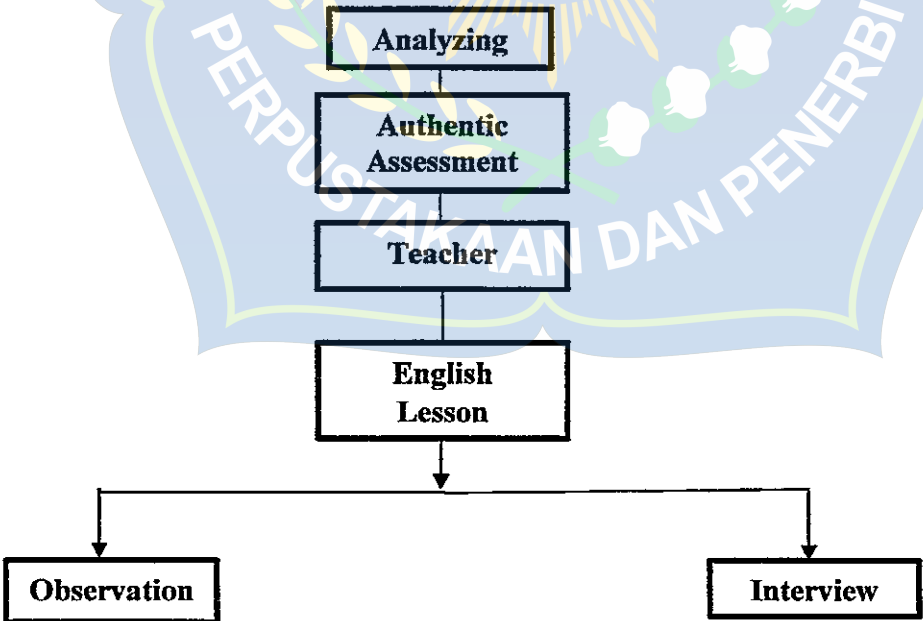 Analyzing
Authentic
Assessment
Teacher
English
Lesson
Observation
Interview
PERPUSTAKAAN DAN PENERBI